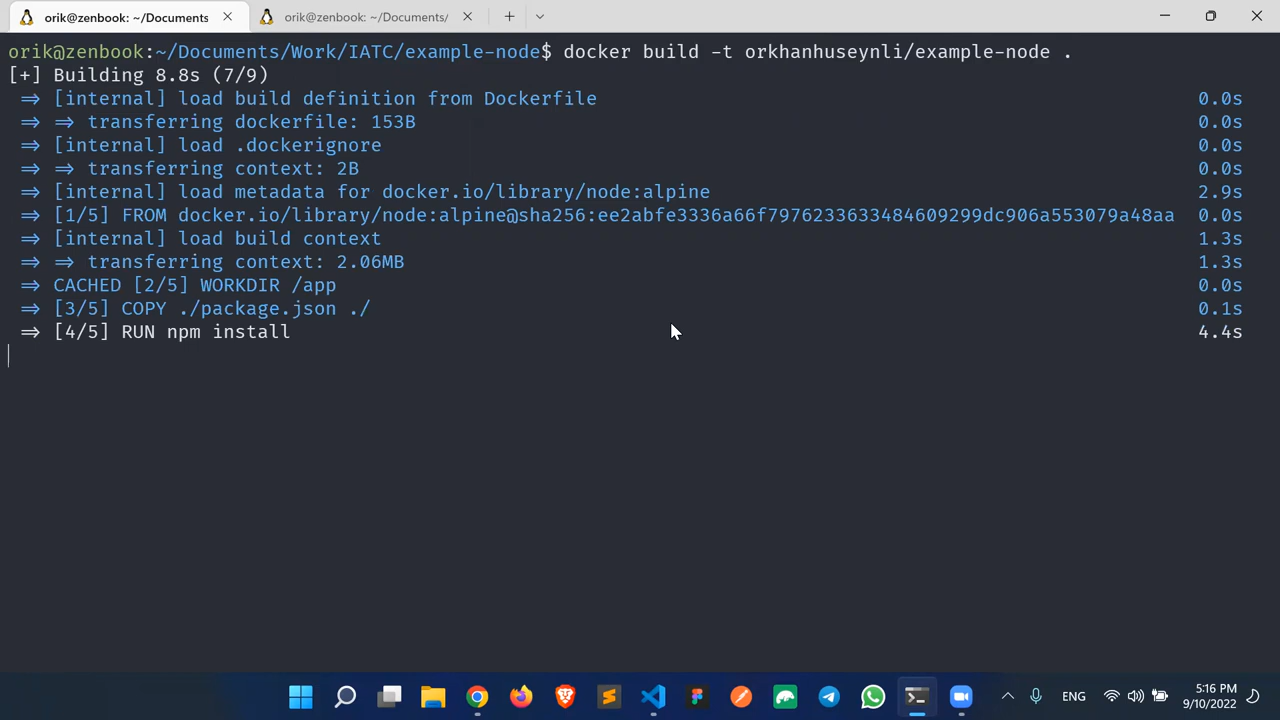 orik@zenbook: ~/Documents
orik@zenbook: ~/Documents/
orik@zenbook:~/Documents/Work/IATC/example-node$ docker build -t orkhanhuseynli/example-node .
[+] Building 8.8s (7/9)
=> [internal] load build definition from Dockerfile 0.0s
=> => transferring dockerfile: 153B 0.0s
=> [internal] load .dockerignore 0.0s
=> => transferring context: 2B 0.0s
=> [internal] load metadata for docker.io/library/node:alpine 2.9s
=> [1/5] FROM docker.io/library/node:alpine@sha256:ee2abfe3336a66f7976233633484609299dc906a553079a48aa 0.0s
=> [internal] load build context 1.3s
=> => transferring context: 2.06MB 1.3s
=> CACHED [2/5] WORKDIR /app 0.0s
=> [3/5] COPY ./package.json ./ 0.1s
=> [4/5] RUN npm install 4.4s
ENG
5:16 PM
9/10/2022